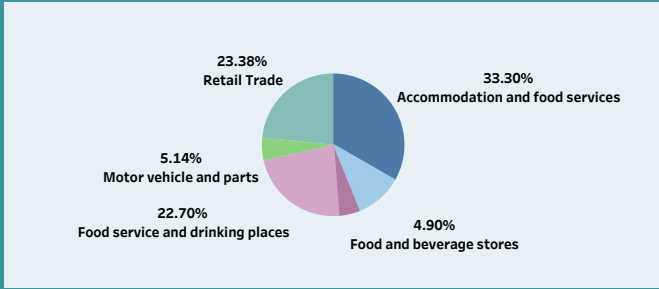 23.38%
Retail Trade
33.30%
Accommodation and food services
5.14%
Motor vehicle and parts
22.70%
Food service and drinking places
4.90%
Food and beverage stores